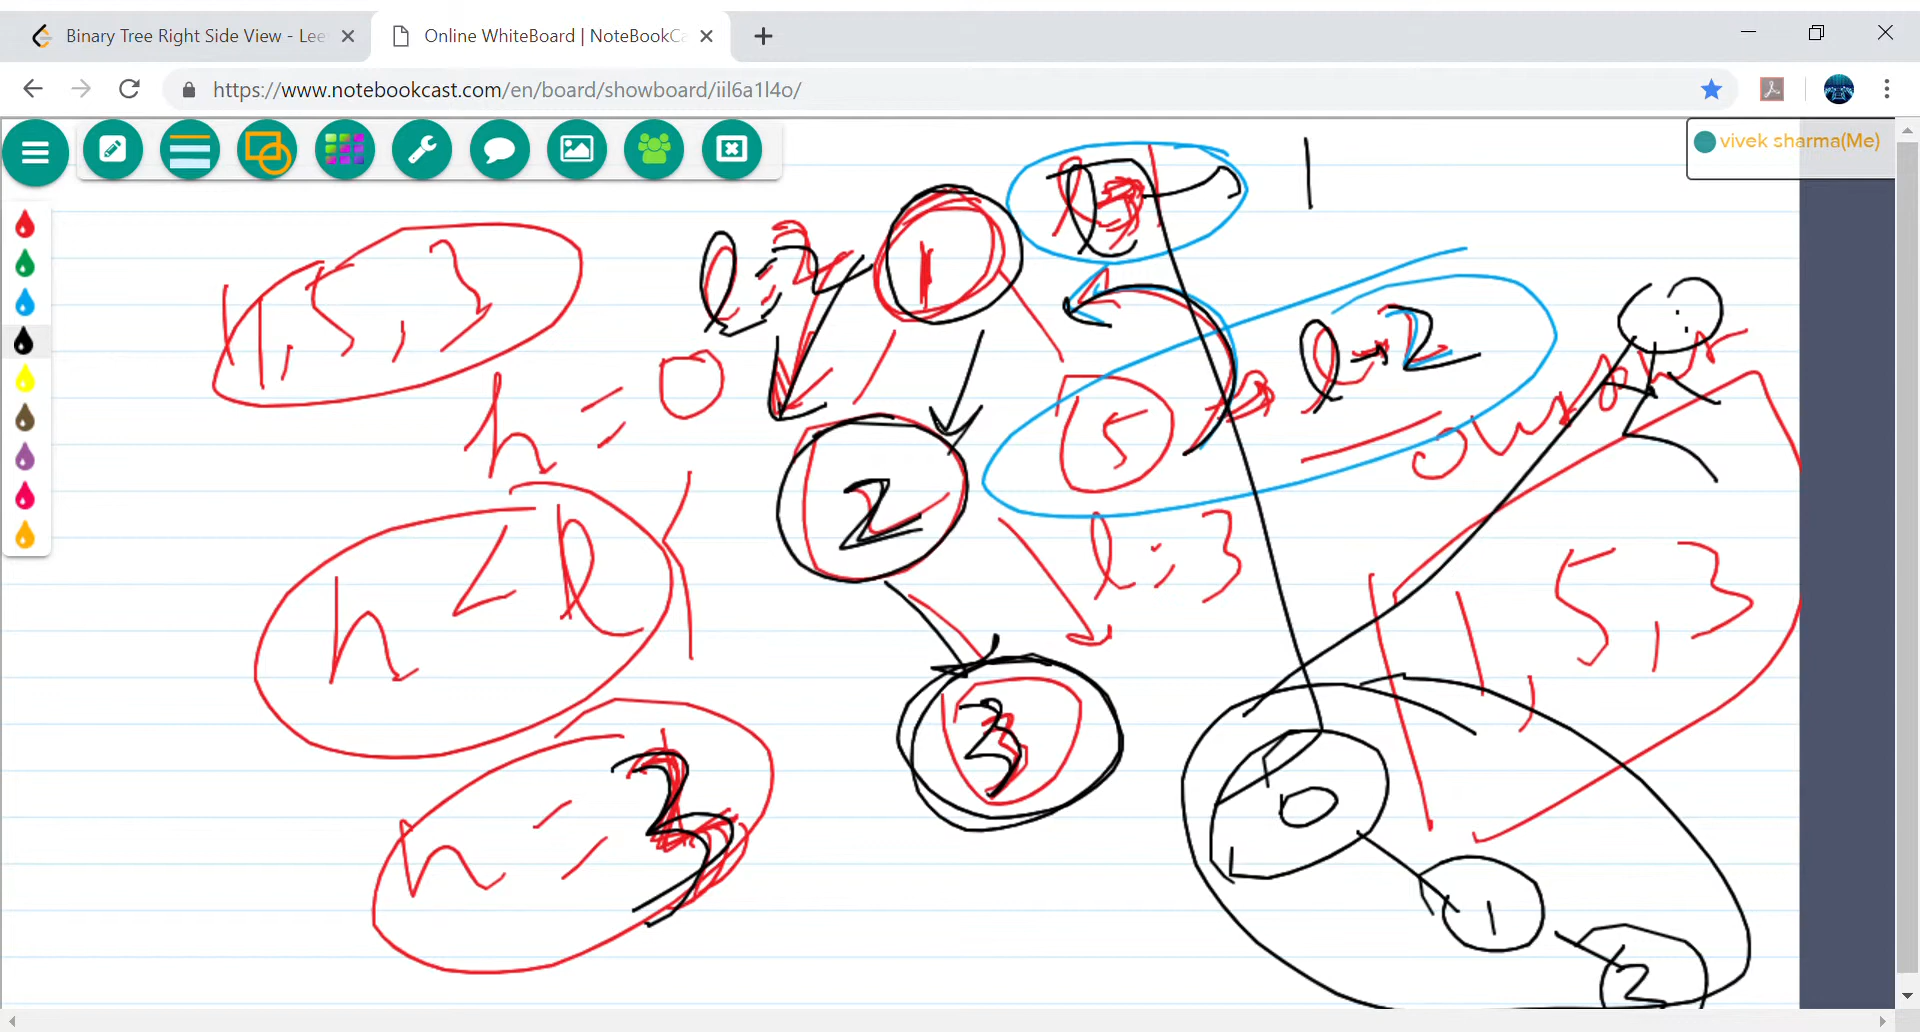 Binary Tree Right Side View - Lee
Online WhiteBoard | NoteBookCa
https://www.notebookcast.com/en/board/showboard/iil6a1l4o/
vivek sharma(Me)
1
1, 5, 3
l = 2
1
h = 0
5
l → 2
output
2
h < l
l = 3
1, 5, 3
h = 3
3
0
1
2